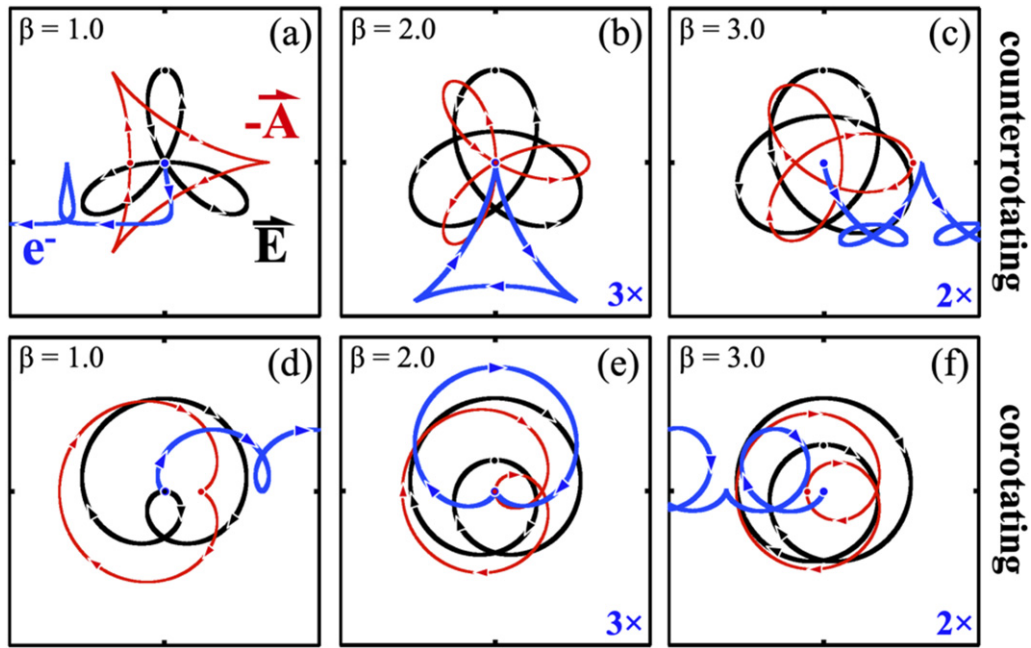 β = 1.0
(a)
β = 2.0
(b)
β = 3.0
(c)
counterrotating
-A
E
e-
3×
2×
β = 1.0
(d)
β = 2.0
(e)
β = 3.0
(f)
corotating
3×
2×